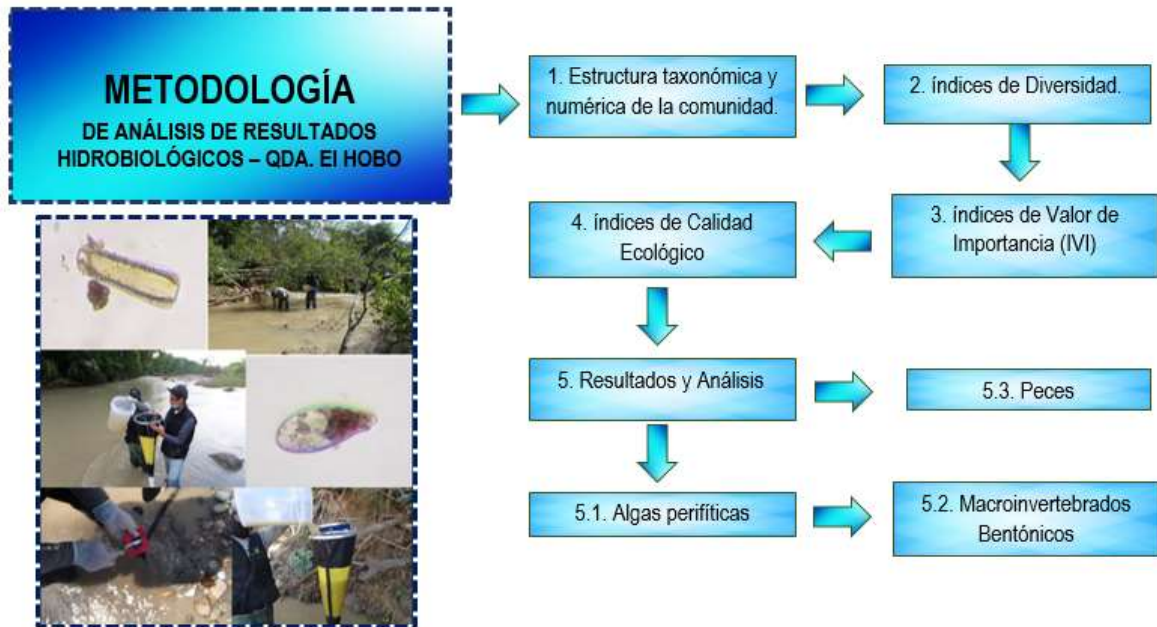 METODOLOGÍA
DE ANÁLISIS DE RESULTADOS
HIDROBIOLÓGICOS – QDA. El HOBO
1. Estructura taxonómica y
numérica de la comunidad.
2. índices de Diversidad.
3. índices de Valor de
Importancia (IVI)
4. índices de Calidad
Ecológico
5. Resultados y Análisis
5.3. Peces
5.1. Algas perifíticas
5.2. Macroinvertebrados
Bentónicos